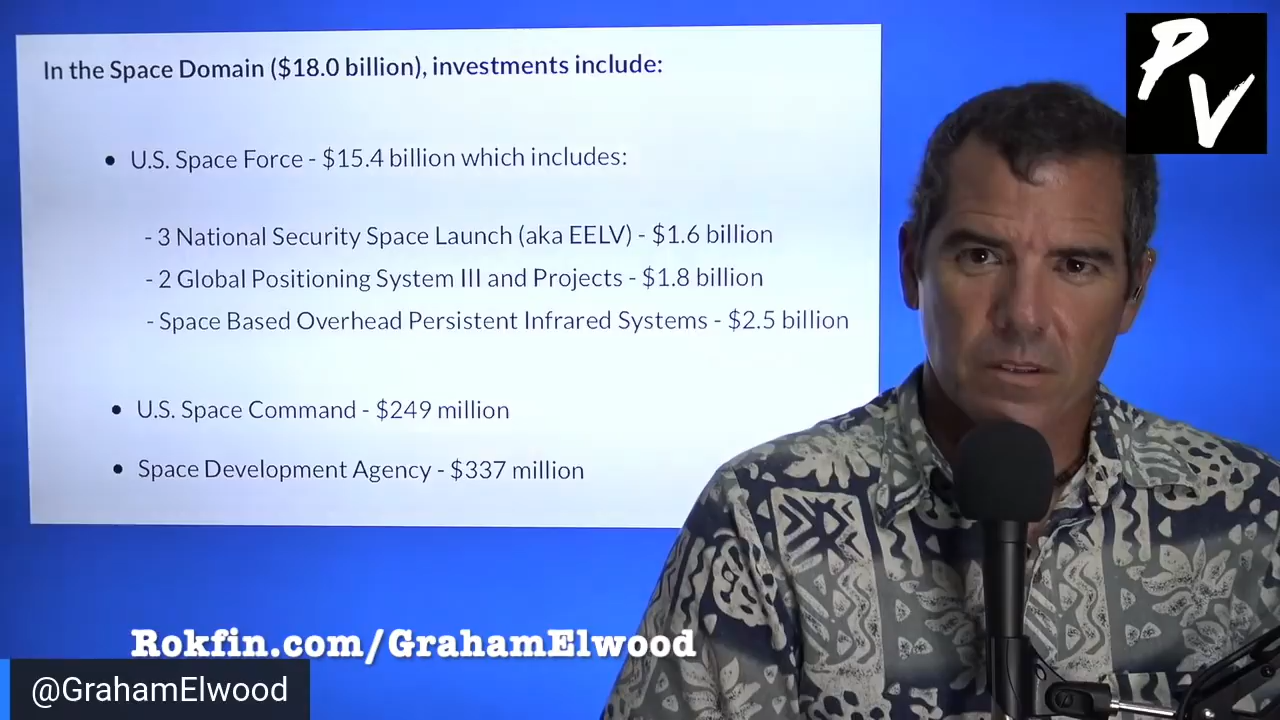 In the Space Domain ($18.0 billion), investments include:
• U.S. Space Force - $15.4 billion which includes:
- 3 National Security Space Launch (aka EELV) - $1.6 billion
- 2 Global Positioning System III and Projects - $1.8 billion
- Space Based Overhead Persistent Infrared Systems - $2.5 billion
• U.S. Space Command - $249 million
• Space Development Agency - $337 million
PV
Rokfin.com/GrahamElwood
@GrahamElwood